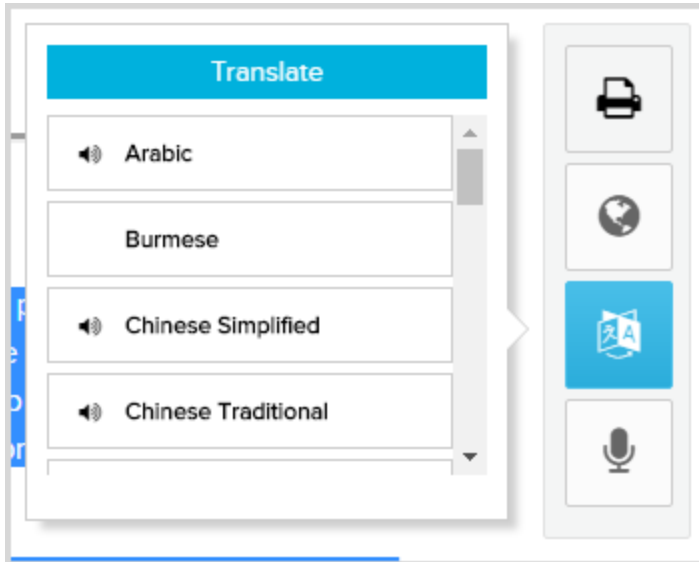 Translate
Arabic
Burmese
Chinese Simplified
Chinese Traditional